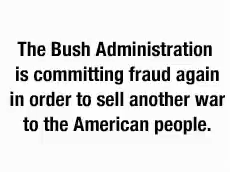 The Bush Administration
is committing fraud again
in order to sell another war
to the American people.